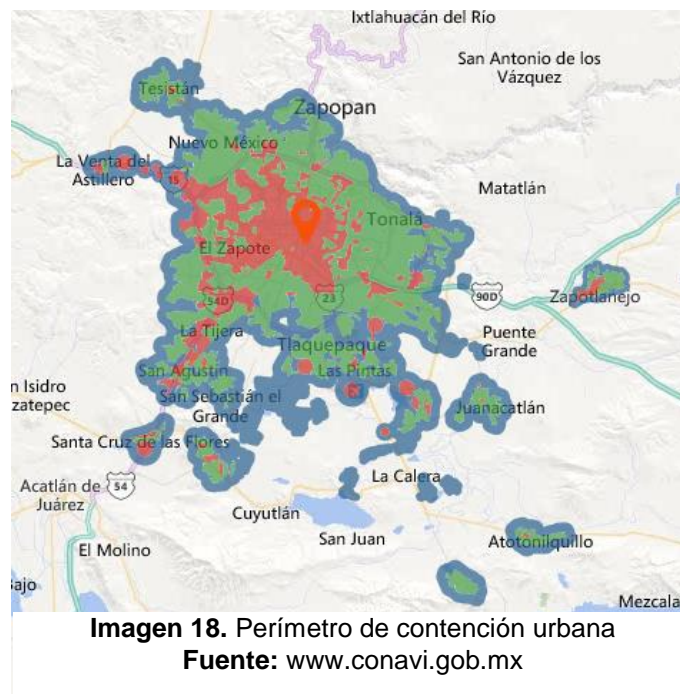 Ixtlahuacán del Río
San Antonio de los
Vázquez
Tesistán
Zapopan
Nuevo México
La Venta del
Astillero
15
Matatlán
Tonalá
El Zapote
54D
23
90D
Zapotlanejo
La Tijera
Tlaquepaque
Puente
Grande
San Agustín
Las Pintas
n Isidro
zatepec
San Sebastián el
Grande
Juanacatlán
Santa Cruz de las Flores
La Calera
Acatlán de
Juárez
54
Cuyutlán
San Juan
Atotonilquillo
El Molino
ajo
Mezcala
Imagen 18. Perímetro de contención urbana
Fuente: www.conavi.gob.mx